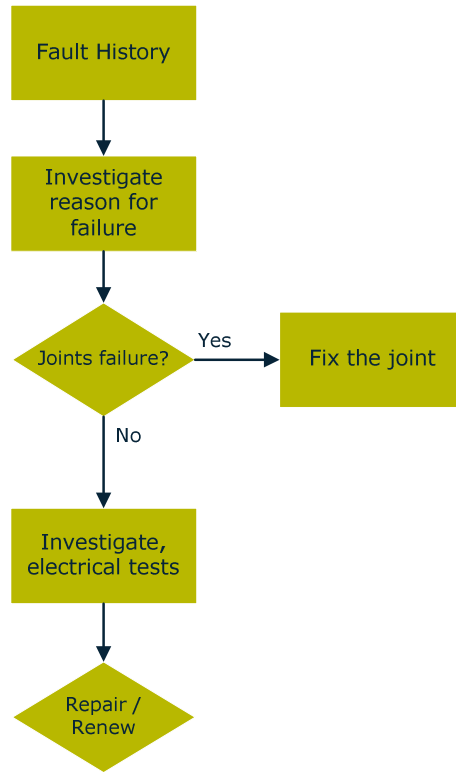 Fault History
Investigate
reason for
failure
Joints failure?
Yes
Fix the joint
No
Investigate,
electrical tests
Repair /
Renew